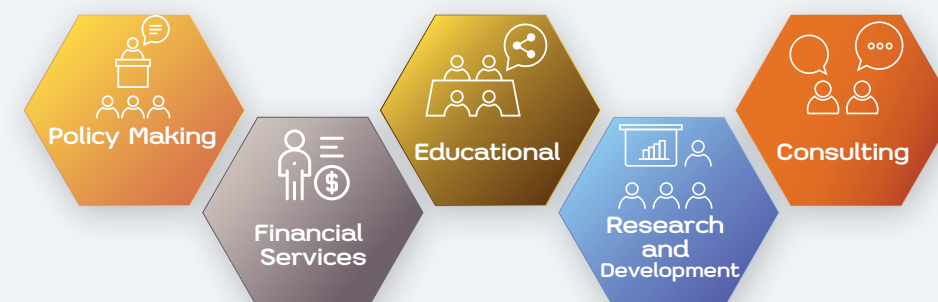 Policy Making
Financial
Services
Educational
Research
and
Development
Consulting
$